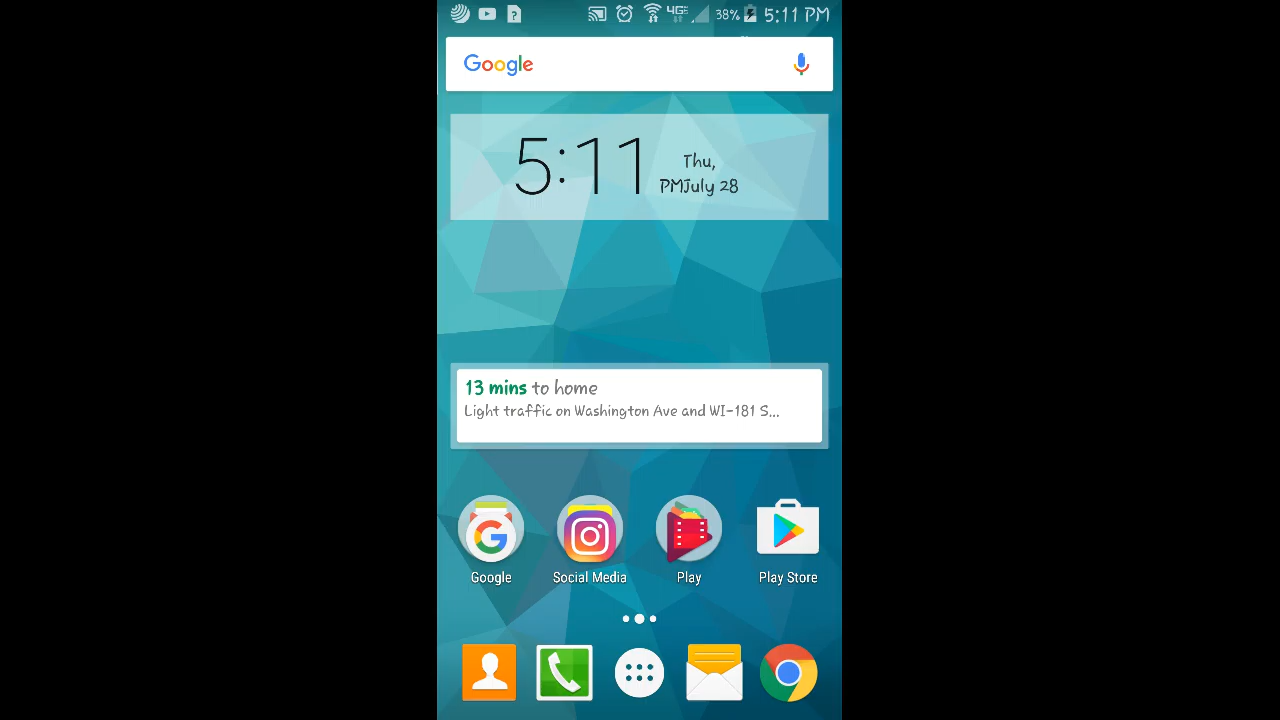 4G 38% 5:11 PM
Google
5:11
Thu,
PMJuly 28
13 mins to home
Light traffic on Washington Ave and WI-181 S...
Google Social Media Play Play Store